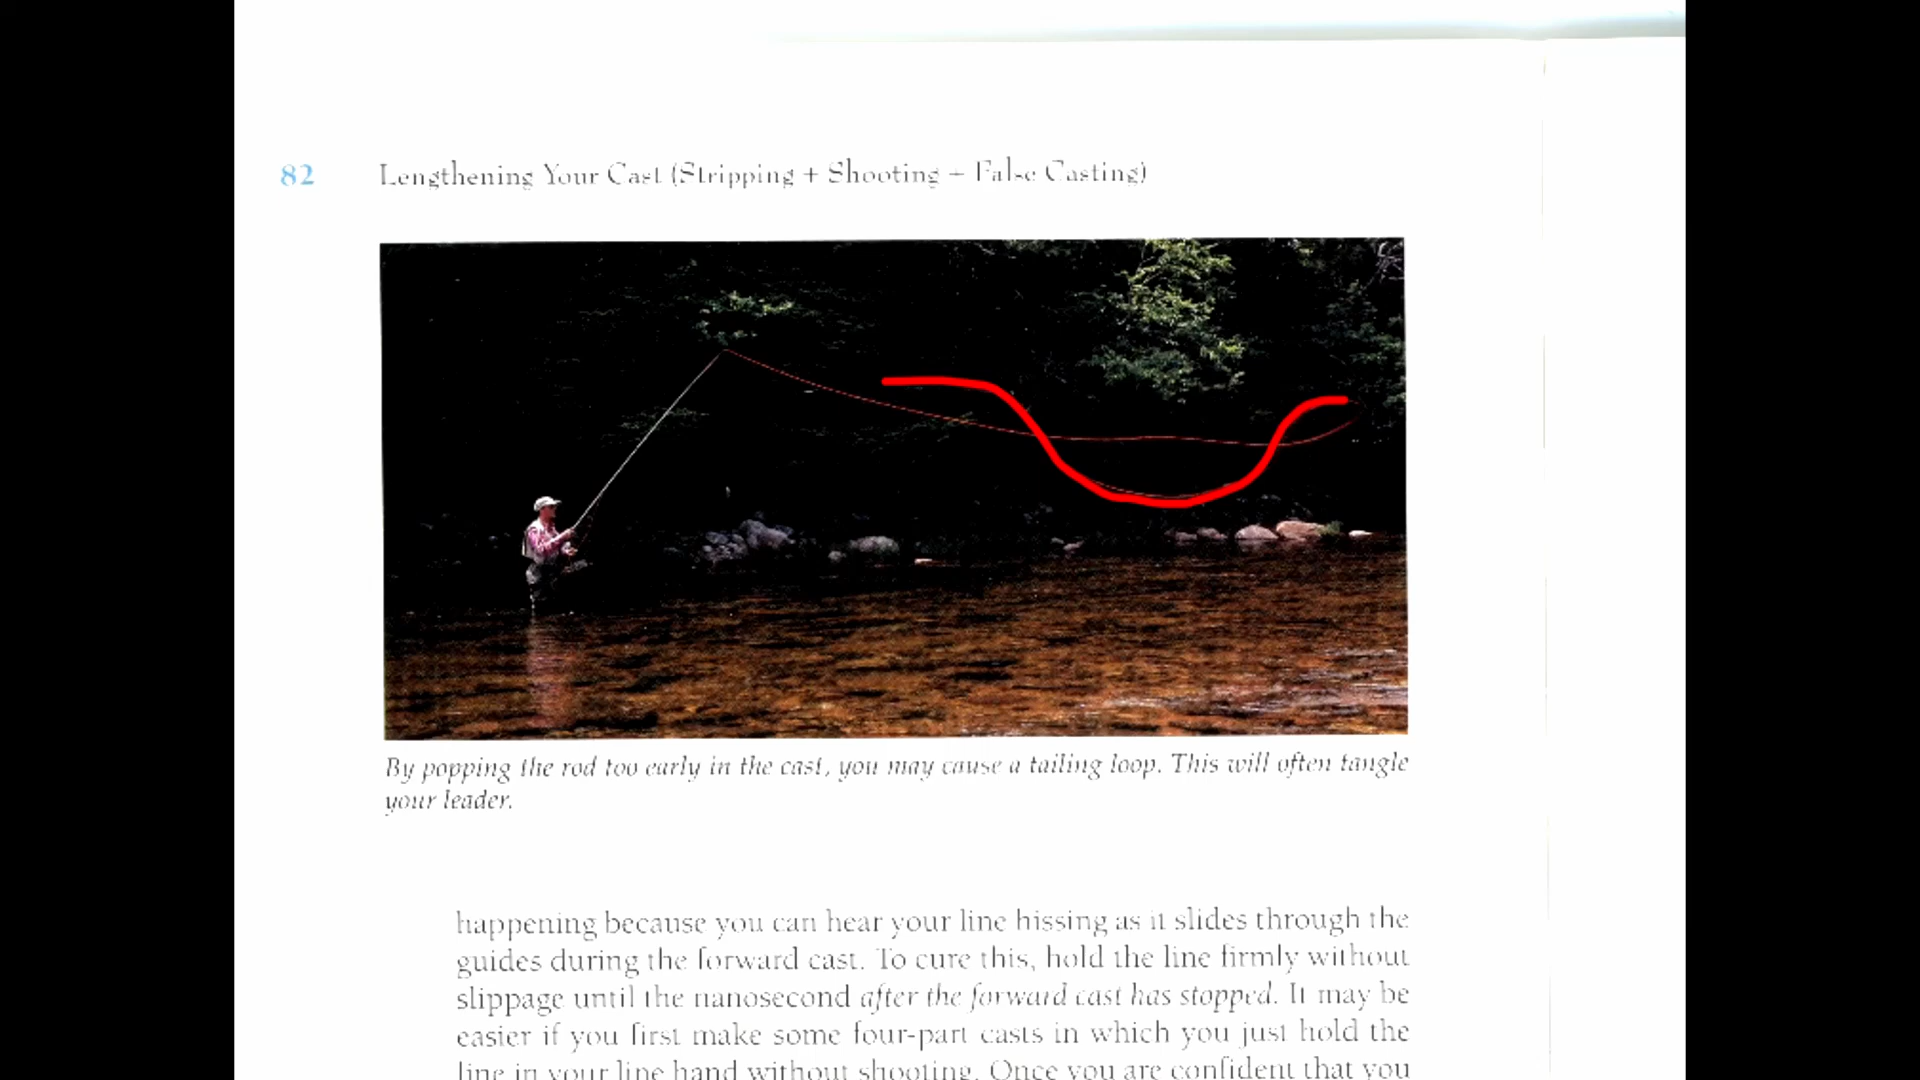 82 Lengthening Your Cast (Stripping + Shooting + False Casting)
By popping the rod too early in the cast, you may cause a tailing loop. This will often tangle
your leader.
happening because you can hear your line hissing as it slides through the
guides during the forward cast. To cure this, hold the line firmly without
slippage until the nanosecond after the forward cast has stopped. It may be
easier if you first make some four-part casts in which you just hold the
line in your line hand without shooting. Once you are confident that you